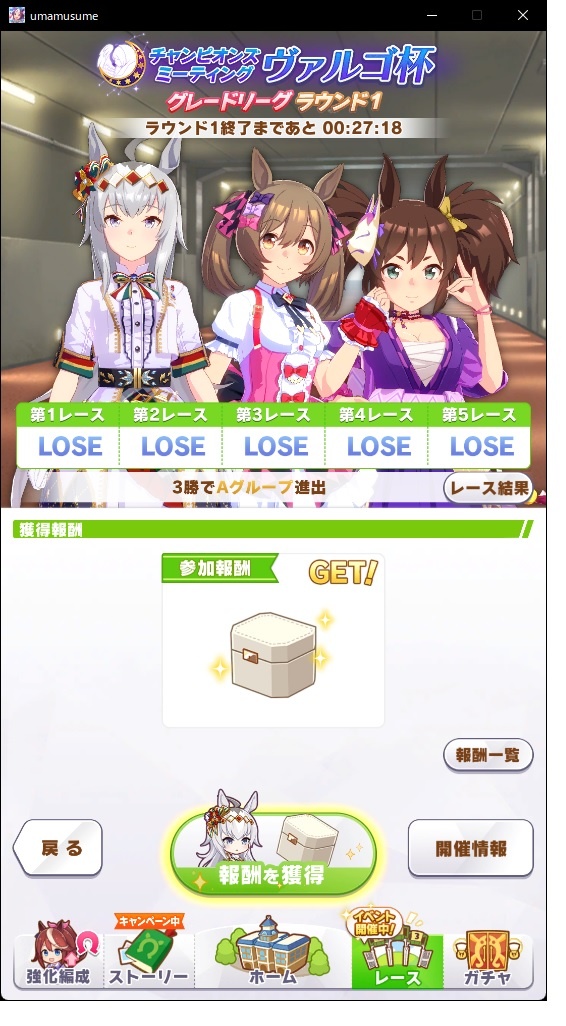 umamusume
チャンピオンズ
ミーティング ヴァルゴ杯
グレードリーグ ラウンド1
ラウンド1終了まであと 00:27:18
第1レース 第2レース 第3レース 第4レース 第5レース
LOSE LOSE LOSE LOSE LOSE
3勝でAグループ進出
レース結果
獲得報酬
参加報酬
GET!
報酬一覧
戻る
報酬を獲得
開催情報
キャンペーン中
イベント
開催中!
強化編成 ストーリー ホーム レース ガチャ